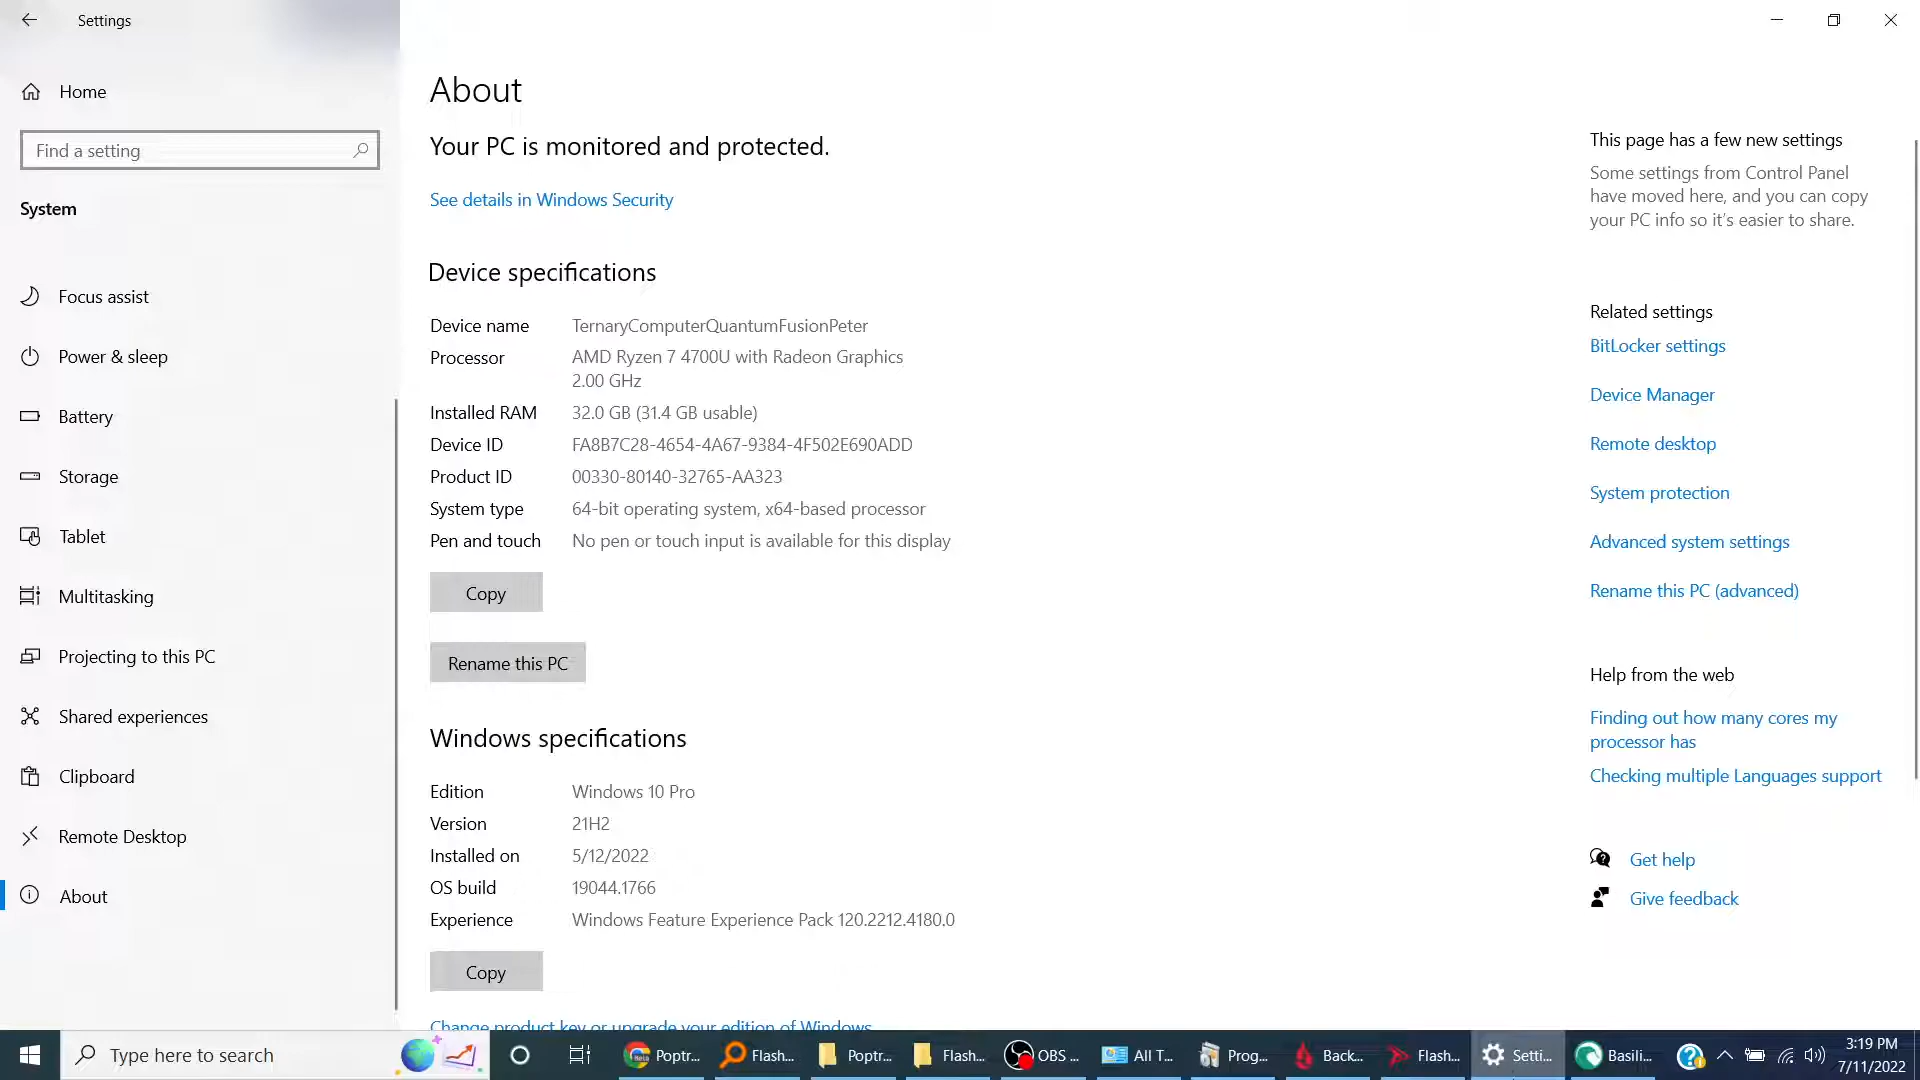 Settings
Home
Find a setting
System
Focus assist
Power & sleep
Battery
Storage
Tablet
Multitasking
Projecting to this PC
Shared experiences
Clipboard
Remote Desktop
About
About
Your PC is monitored and protected.
See details in Windows Security
Device specifications
Device name TernaryComputerQuantumFusionPeter
Processor AMD Ryzen 7 4700U with Radeon Graphics
2.00 GHz
Installed RAM 32.0 GB (31.4 GB usable)
Device ID FA8B7C28-4654-4A67-9384-4F502E690ADD
Product ID 00330-80140-32765-AA323
System type 64-bit operating system, x64-based processor
Pen and touch No pen or touch input is available for this display
Copy
Rename this PC
Windows specifications
Edition Windows 10 Pro
Version 21H2
Installed on 5/12/2022
OS build 19044.1766
Experience Windows Feature Experience Pack 120.2212.4180.0
Copy
Change product key or upgrade your edition of Windows
This page has a few new settings
Some settings from Control Panel
have moved here, and you can copy
your PC info so it's easier to share.
Related settings
BitLocker settings
Device Manager
Remote desktop
System protection
Advanced system settings
Rename this PC (advanced)
Help from the web
Finding out how many cores my
processor has
Checking multiple Languages support
Get help
Give feedback
Type here to search
Poptr... Flash... Poptr... Flash... OBS ... All T... Prog... Back... Flash... Setti... Basili...
3:19 PM
7/11/2022